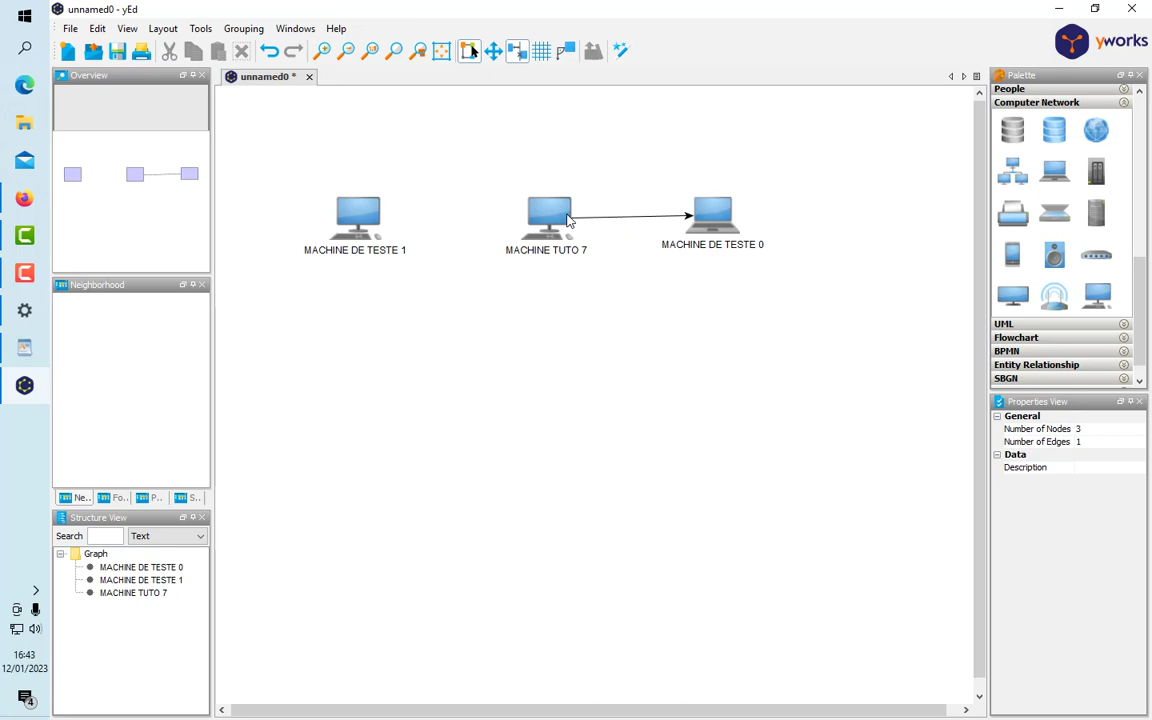 unnamed0 - yEd
File Edit View Layout Tools Grouping Windows Help
yworks
Overview
unnamed0 *
Palette
People
Computer Network
MACHINE DE TESTE 1
MACHINE TUTO 7
MACHINE DE TESTE 0
Neighborhood
UML
Flowchart
BPMN
Entity Relationship
SBGN
Properties View
General
Number of Nodes 3
Number of Edges 1
Data
Description
Ne.. Fo.. P.. S..
Structure View
Search Text
Graph
MACHINE DE TESTE 0
MACHINE DE TESTE 1
MACHINE TUTO 7
16:43
12/01/2023
4